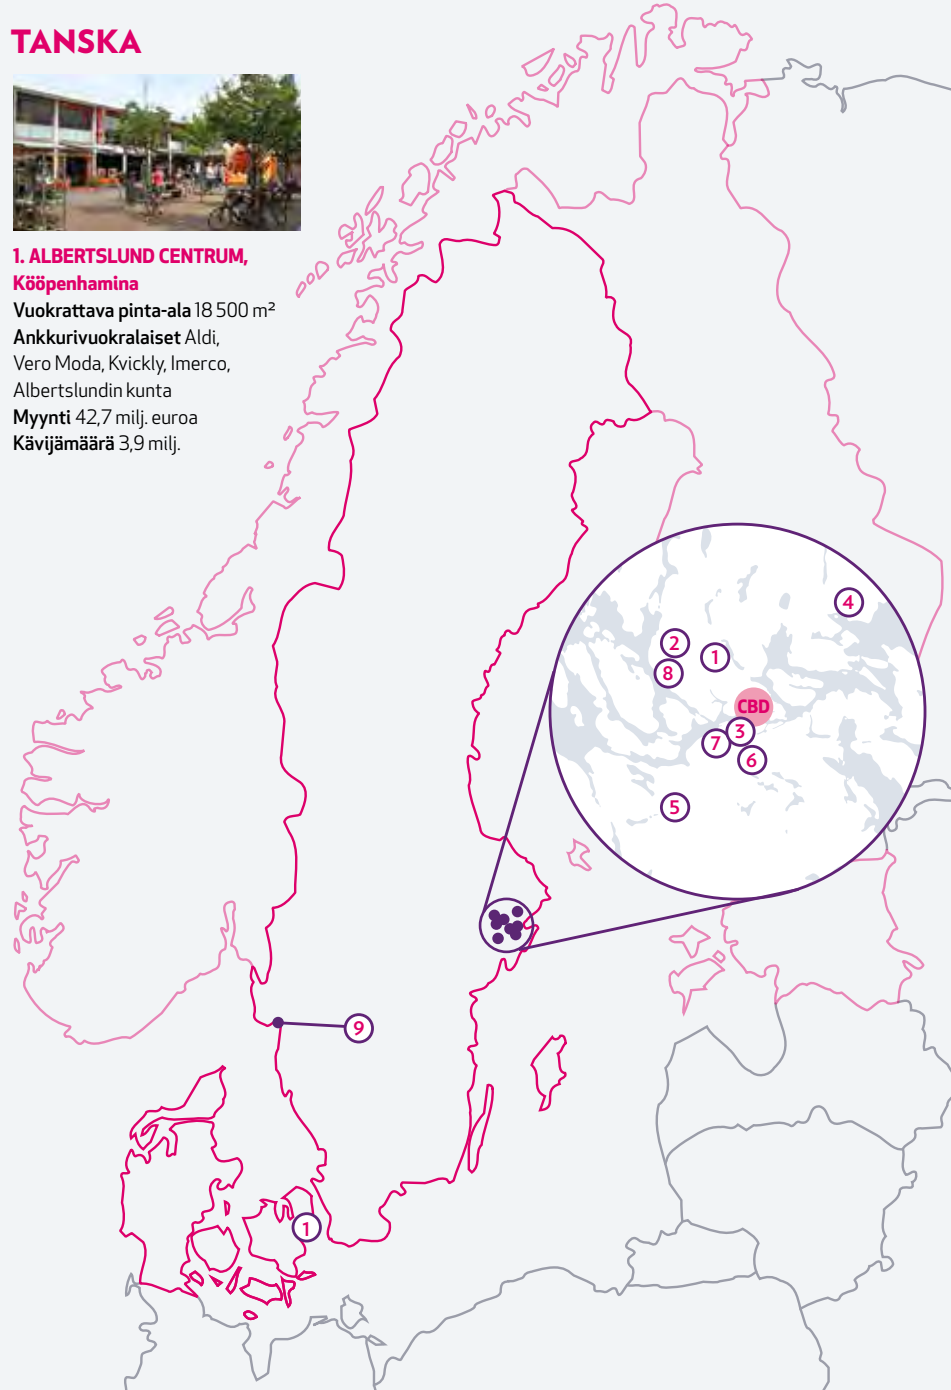 TANSKA
1. ALBERTSLUND CENTRUM,
Kööpenhamina
Vuokrattava pinta-ala 18 500 m²
Ankkurivuokralaiset Aldi,
Vero Moda, Kvickly, Imerco,
Albertslundin kunta
Myynti 42,7 milj. euroa
Kävijämäärä 3,9 milj.
4
2
1
8
CBD
3
7
6
5
9
1